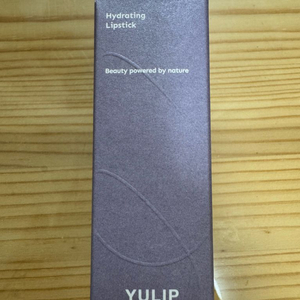 Hydrating
Lipstick
Beauty powered by nature
YULIP